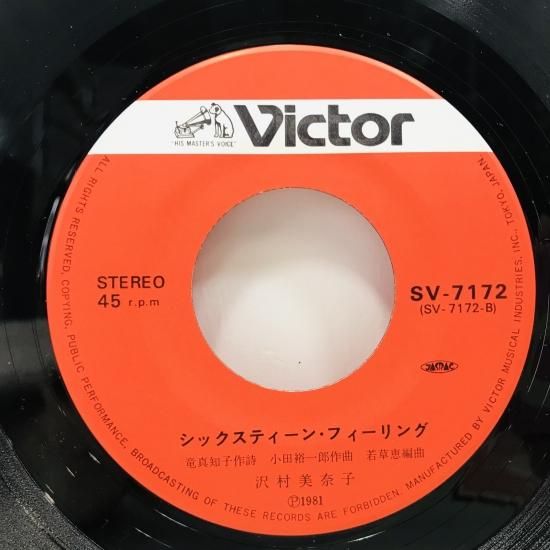 Victor
"HIS MASTER'S VOICE"
STEREO
45 r.p.m
SV-7172
(SV-7172-B)
JASRAC
シックスティーン・フィーリング
竜真知子作詩 小田裕一郎作曲 若草恵編曲
沢村美奈子
Ⓟ1981
ALL RIGHTS RESERVED. COPYING, PUBLIC PERFORMANCE, BROADCASTING OF THESE RECORDS ARE FORBIDDEN. MANUFACTURED BY VICTOR MUSICAL INDUSTRIES, INC., TOKYO, JAPAN